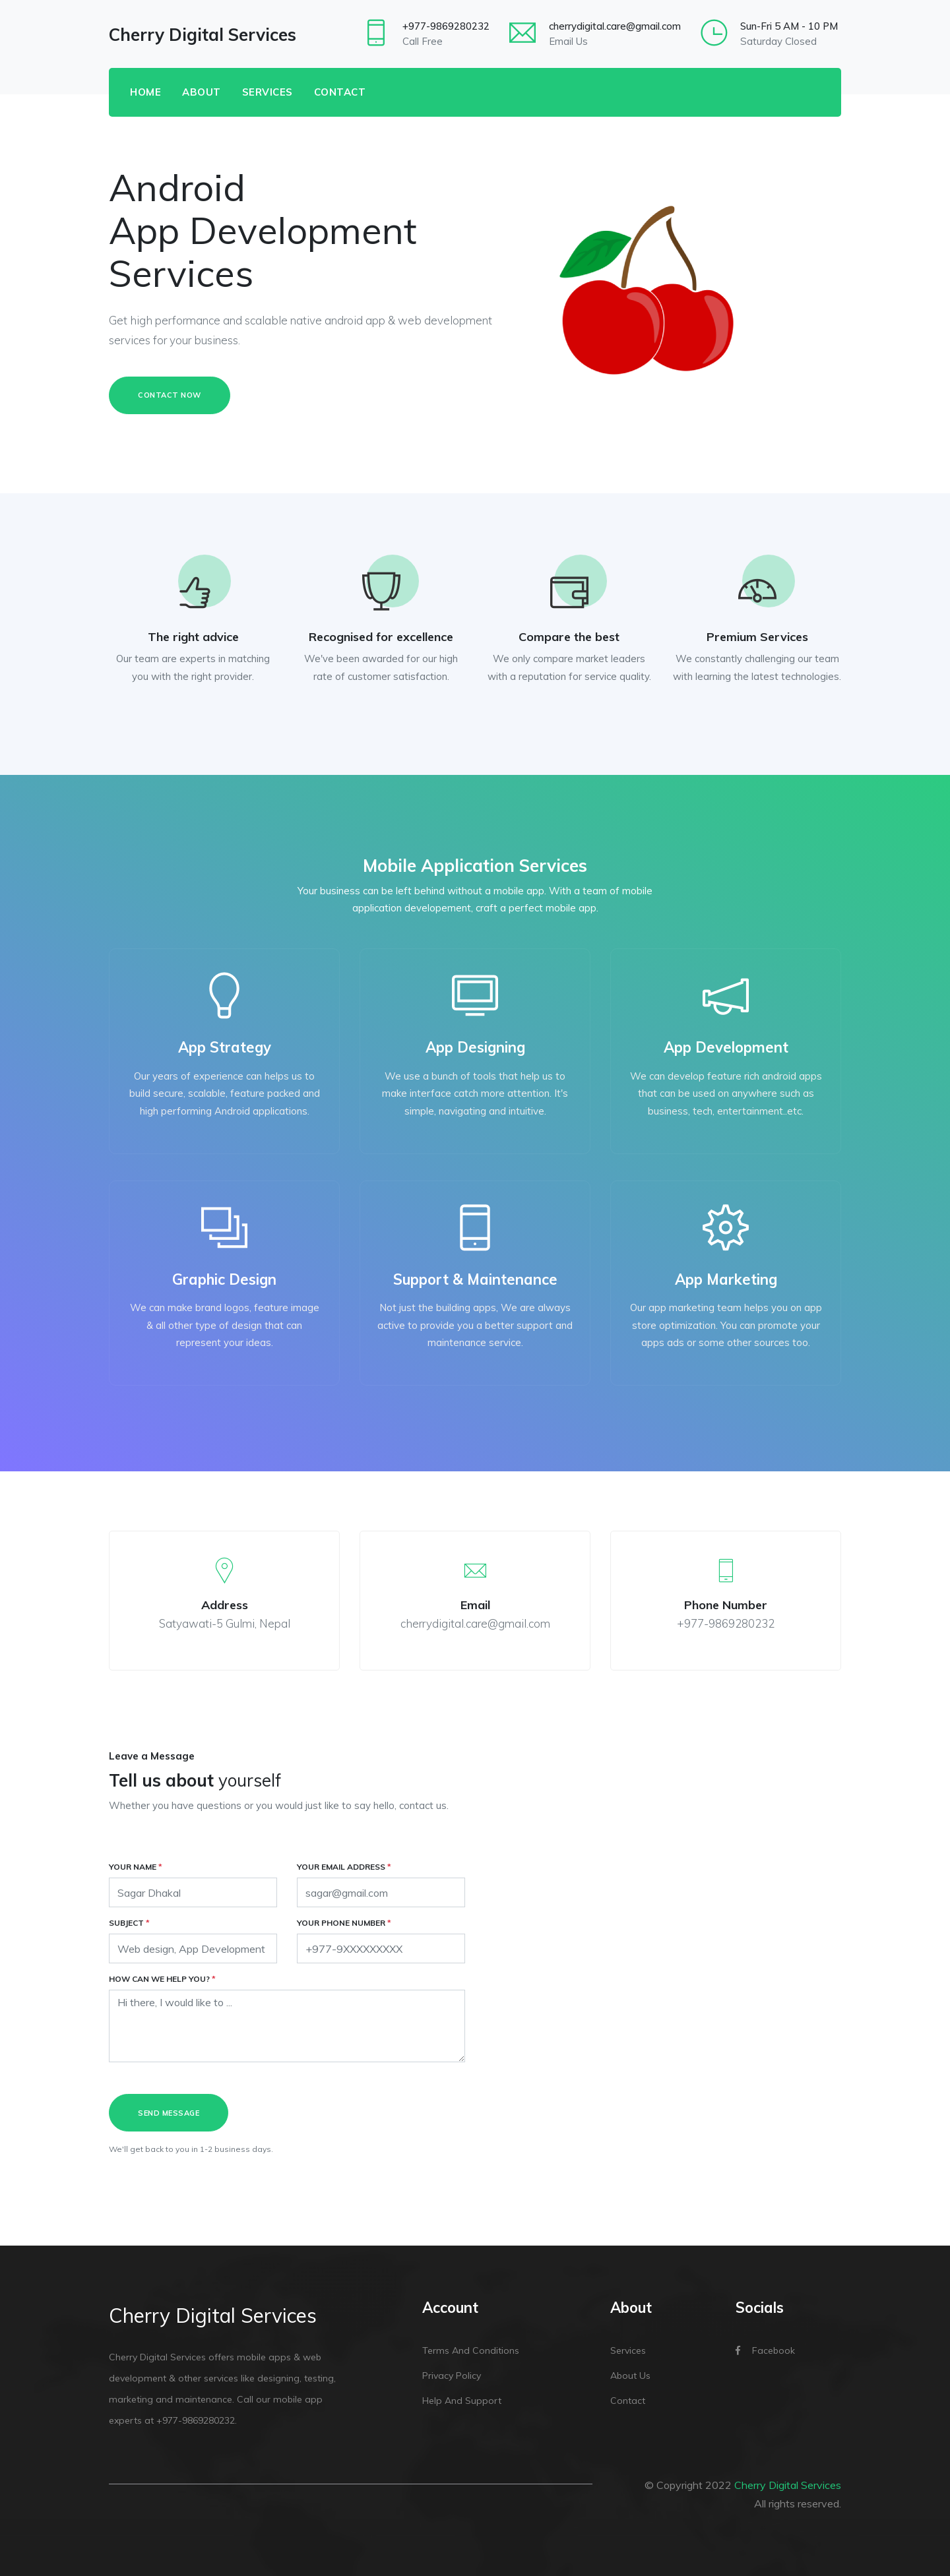 Cherry Digital Services
+977-9869280232
Call Free
cherrydigital.care@gmail.com
Email Us
Sun-Fri 5 AM - 10 PM
Saturday Closed
HOME ABOUT SERVICES CONTACT
Android
App Development
Services
Get high performance and scalable native android app & web development
services for your business.
CONTACT NOW
The right advice
Our team are experts in matching
you with the right provider.
Recognised for excellence
We've been awarded for our high
rate of customer satisfaction.
Compare the best
We only compare market leaders
with a reputation for service quality.
Premium Services
We constantly challenging our team
with learning the latest technologies.
Mobile Application Services
Your business can be left behind without a mobile app. With a team of mobile
application developement, craft a perfect mobile app.
App Strategy
Our years of experience can helps us to
build secure, scalable, feature packed and
high performing Android applications.
App Designing
We use a bunch of tools that help us to
make interface catch more attention. It's
simple, navigating and intuitive.
App Development
We can develop feature rich android apps
that can be used on anywhere such as
business, tech, entertainment..etc.
Graphic Design
We can make brand logos, feature image
& all other type of design that can
represent your ideas.
Support & Maintenance
Not just the building apps, We are always
active to provide you a better support and
maintenance service.
App Marketing
Our app marketing team helps you on app
store optimization. You can promote your
apps ads or some other sources too.
Address
Satyawati-5 Gulmi, Nepal
Email
cherrydigital.care@gmail.com
Phone Number
+977-9869280232
Leave a Message
Tell us about yourself
Whether you have questions or you would just like to say hello, contact us.
YOUR NAME *
Sagar Dhakal
YOUR EMAIL ADDRESS *
sagar@gmail.com
SUBJECT *
Web design, App Development
YOUR PHONE NUMBER *
+977-9XXXXXXXXX
HOW CAN WE HELP YOU? *
Hi there, I would like to ...
SEND MESSAGE
We'll get back to you in 1-2 business days.
Cherry Digital Services
Cherry Digital Services offers mobile apps & web
development & other services like designing, testing,
marketing and maintenance. Call our mobile app
experts at +977-9869280232.
Account
Terms And Conditions
Privacy Policy
Help And Support
About
Services
About Us
Contact
Socials
Facebook
© Copyright 2022 Cherry Digital Services
All rights reserved.